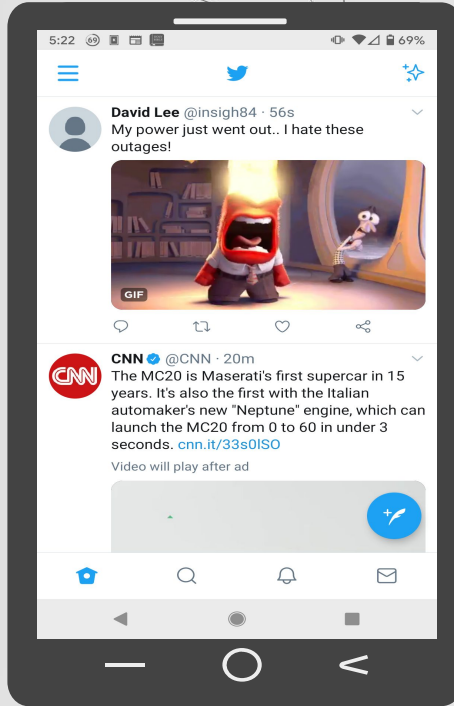 5:22 69 69%
David Lee @insigh84 · 56s
My power just went out.. I hate these
outages!
GIF
CNN
CNN @CNN · 20m
The MC20 is Maserati's first supercar in 15
years. It's also the first with the Italian
automaker's new "Neptune" engine, which can
launch the MC20 from 0 to 60 in under 3
seconds. cnn.it/33s0lSO
Video will play after ad